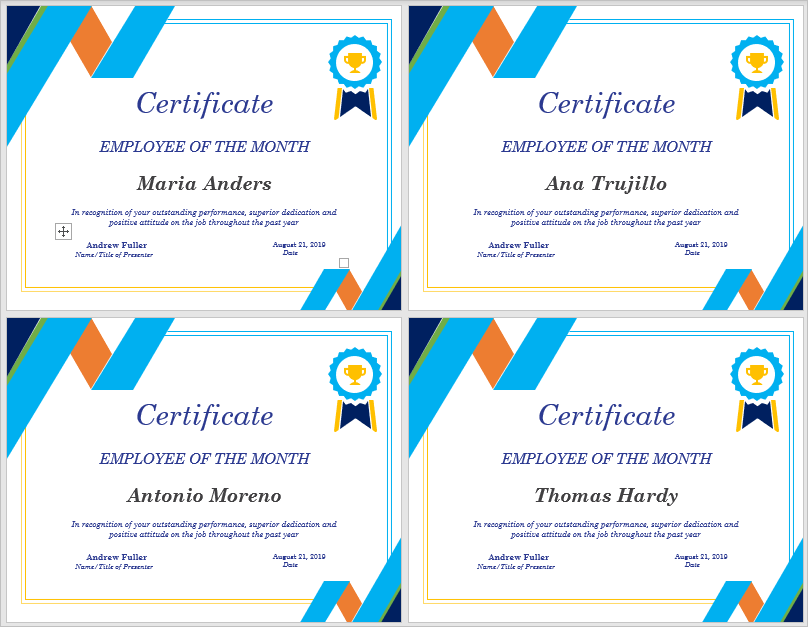 Certificate
EMPLOYEE OF THE MONTH
Maria Anders
In recognition of your outstanding performance, superior dedication and
positive attitude on the job throughout the past year
Andrew Fuller August 21, 2019
Name/Title of Presenter Date
Certificate
EMPLOYEE OF THE MONTH
Ana Trujillo
In recognition of your outstanding performance, superior dedication and
positive attitude on the job throughout the past year
Andrew Fuller August 21, 2019
Name/Title of Presenter Date
Certificate
EMPLOYEE OF THE MONTH
Antonio Moreno
In recognition of your outstanding performance, superior dedication and
positive attitude on the job throughout the past year
Andrew Fuller August 21, 2019
Name/Title of Presenter Date
Certificate
EMPLOYEE OF THE MONTH
Thomas Hardy
In recognition of your outstanding performance, superior dedication and
positive attitude on the job throughout the past year
Andrew Fuller August 21, 2019
Name/Title of Presenter Date